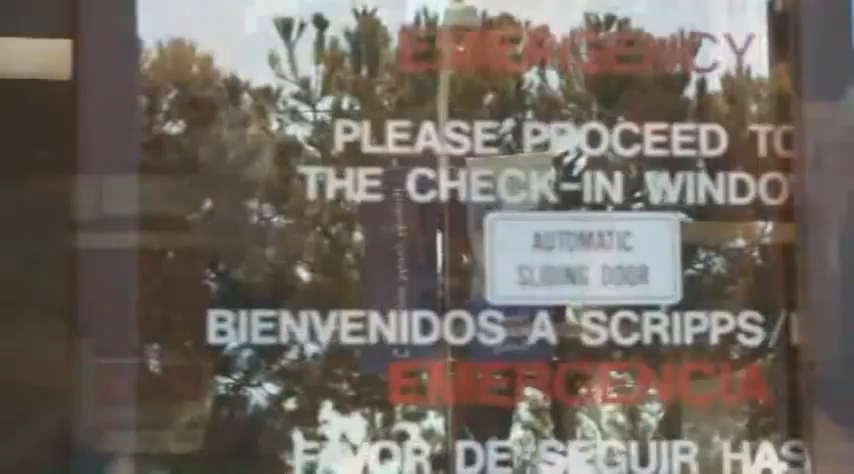 EMERGENCY
PLEASE PROCEED TO
THE CHECK-IN WINDO
AUTOMATIC
SLIDING DOOR
BIENVENIDOS A SCRIPPS/
EMERGENCIA
FAVOR DE SEGUIR HAS